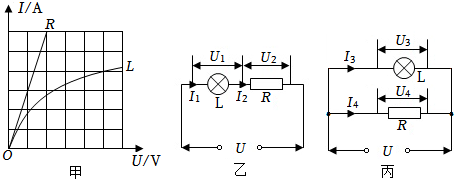 I/A
R
L
O
U/V
甲
U₁ U₂
I₁ L I₂ R
U
乙
U₃
I₃
L
U₄
I₄
R
U
丙